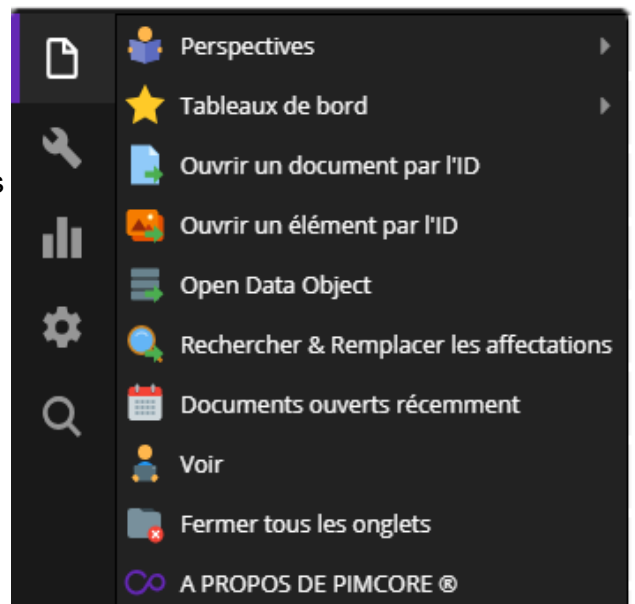 Perspectives
Tableaux de bord
s
Ouvrir un document par l'ID
Ouvrir un élément par l'ID
Open Data Object
Rechercher & Remplacer les affectations
Documents ouverts récemment
Voir
Fermer tous les onglets
A PROPOS DE PIMCORE ®